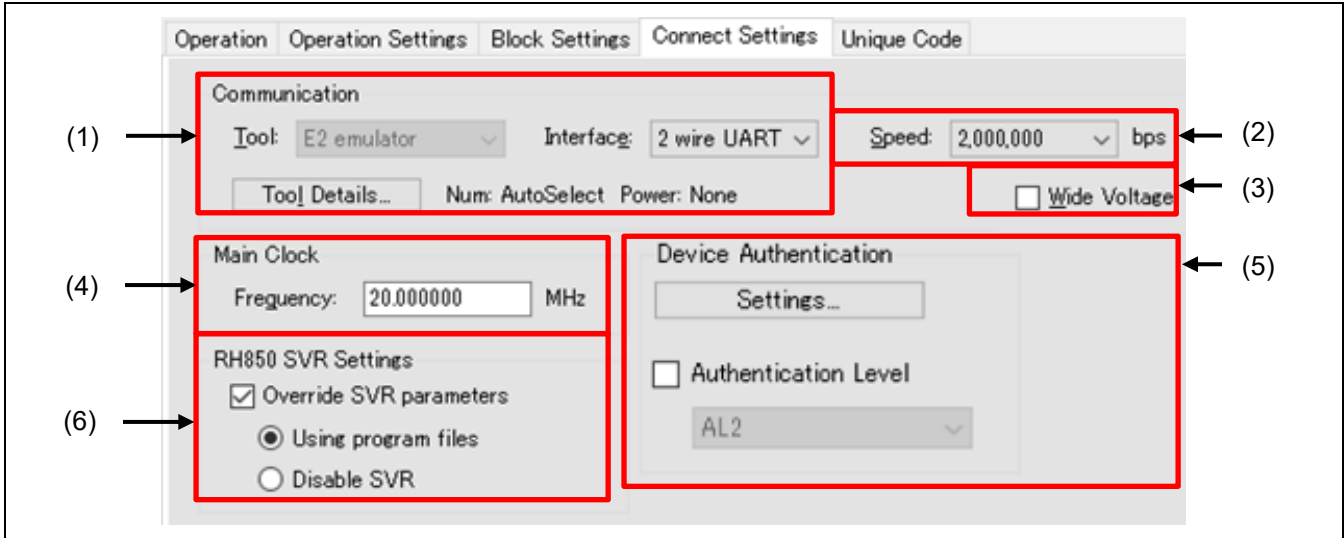 Operation Operation Settings Block Settings Connect Settings Unique Code
Communication
(1) Tool: E2 emulator Interface: 2 wire UART Speed: 2,000,000 bps (2)
Tool Details... Num: AutoSelect Power: None Wide Voltage (3)
Main Clock Device Authentication (5)
(4) Frequency: 20.000000 MHz Settings...
RH850 SVR Settings
Override SVR parameters Authentication Level
(6) Using program files AL2
Disable SVR